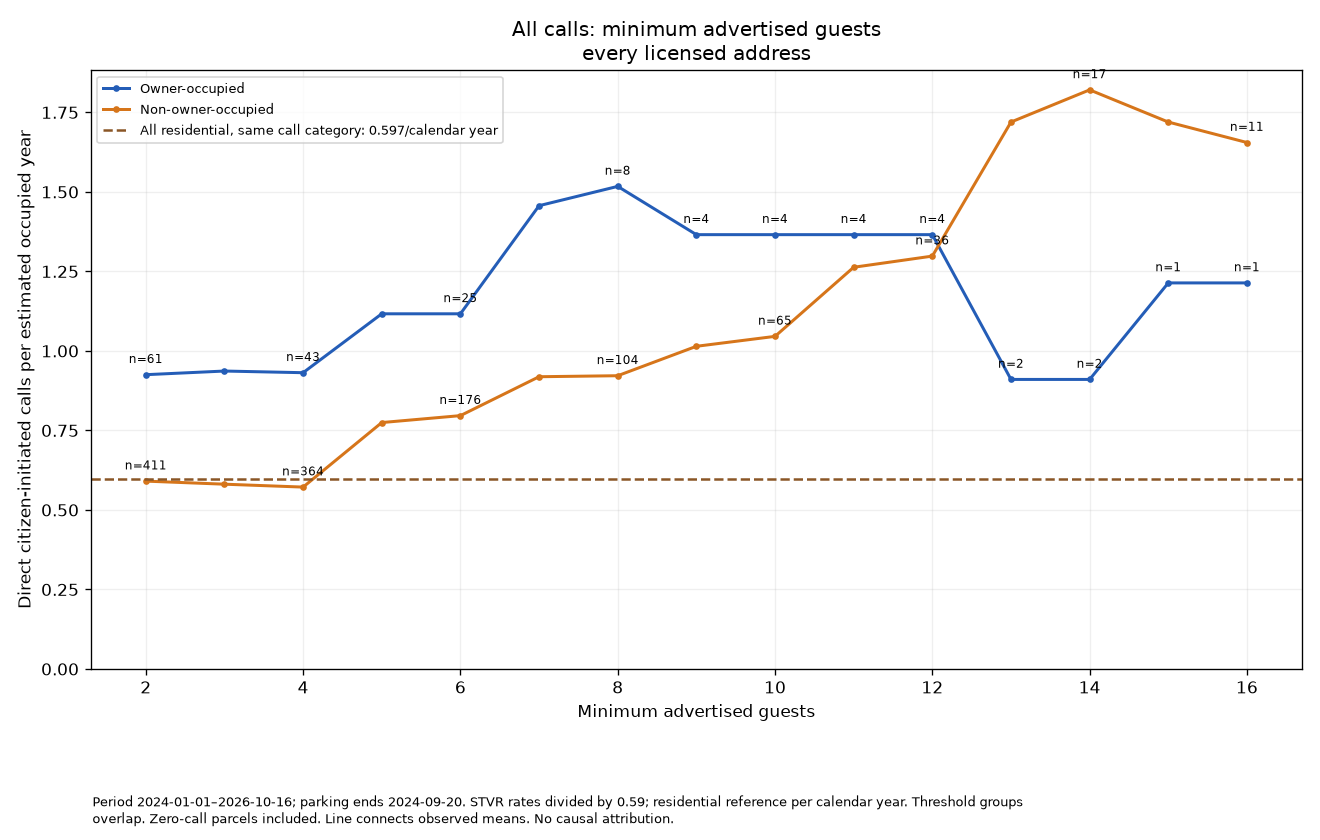 All calls: minimum advertised guests
every licensed address
Direct citizen-initiated calls per estimated occupied year
Owner-occupied
Non-owner-occupied
All residential, same call category: 0.597/calendar year
1.75
1.50
1.25
1.00
0.75
0.50
0.25
0.00
n=17
n=11
n=8
n=4
n=4
n=4
n=4
n=36
n=1
n=1
n=25
n=65
n=61
n=43
n=104
n=2
n=2
n=176
n=411
n=364
2 4 6 8 10 12 14 16
Minimum advertised guests
Period 2024-01-01–2026-10-16; parking ends 2024-09-20. STVR rates divided by 0.59; residential reference per calendar year. Threshold groups
overlap. Zero-call parcels included. Line connects observed means. No causal attribution.